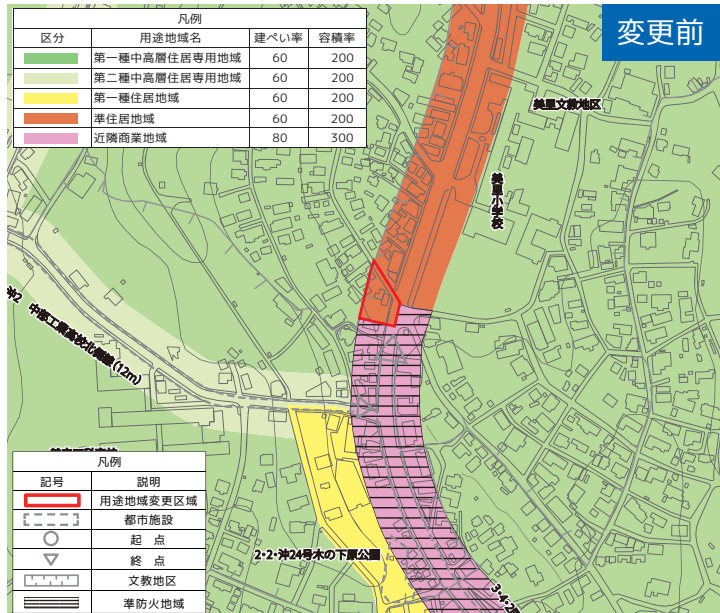 変更前
凡例
区分 用途地域名 建ぺい率 容積率
第一種中高層住居専用地域 60 200
第二種中高層住居専用地域 60 200
第一種住居地域 60 200
準住居地域 60 200
近隣商業地域 80 300
美里文教地区
美里小学校
沖2 中部工業高校北側線(12m)
2・2・沖24号木の下原公園
3・4・2
凡例
記号 説明
用途地域変更区域
都市施設
起 点
終 点
文教地区
準防火地域